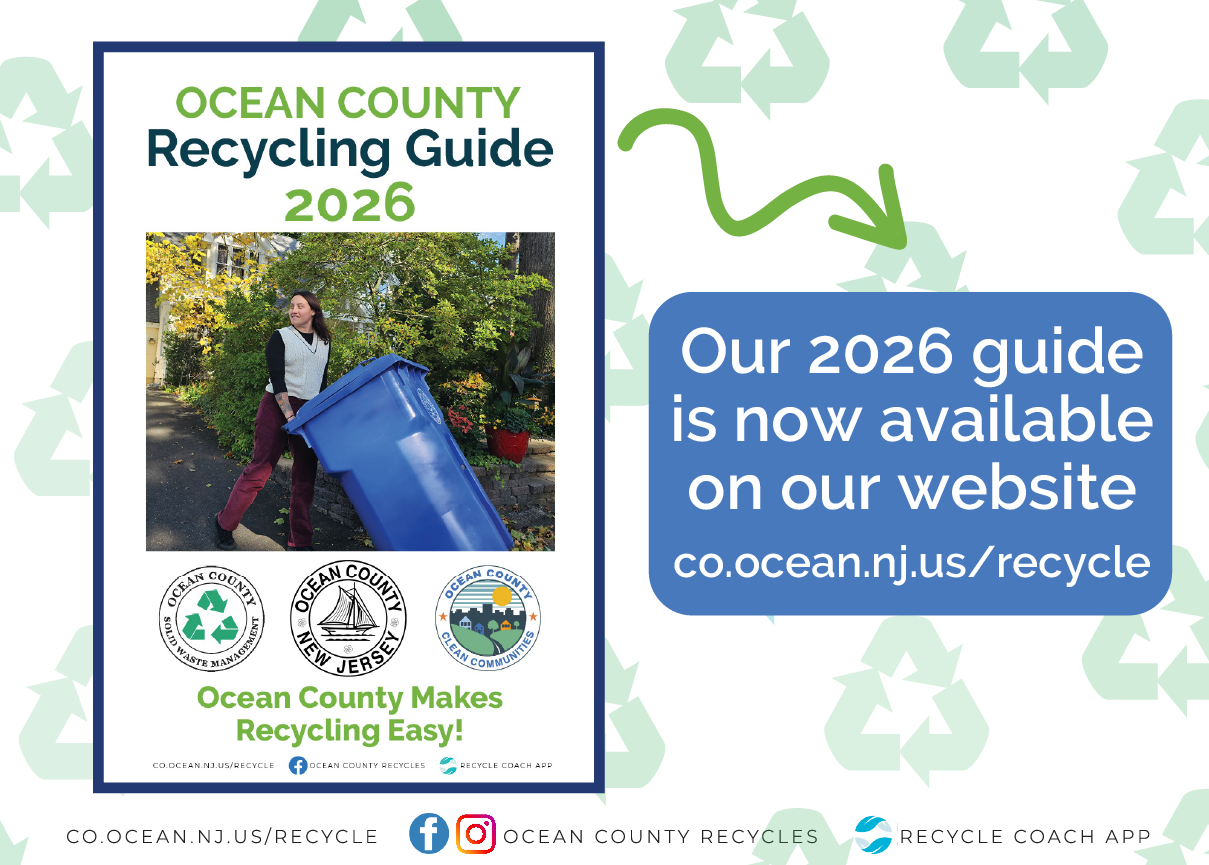 OCEAN COUNTY
Recycling Guide
2026
OCEAN COUNTY
SOLID WASTE MANAGEMENT
OCEAN COUNTY
NEW JERSEY
OCEAN COUNTY
CLEAN COMMUNITIES
Ocean County Makes
Recycling Easy!
CO.OCEAN.NJ.US/RECYCLE OCEAN COUNTY RECYCLES RECYCLE COACH APP
Our 2026 guide
is now available
on our website
co.ocean.nj.us/recycle
CO.OCEAN.NJ.US/RECYCLE OCEAN COUNTY RECYCLES RECYCLE COACH APP